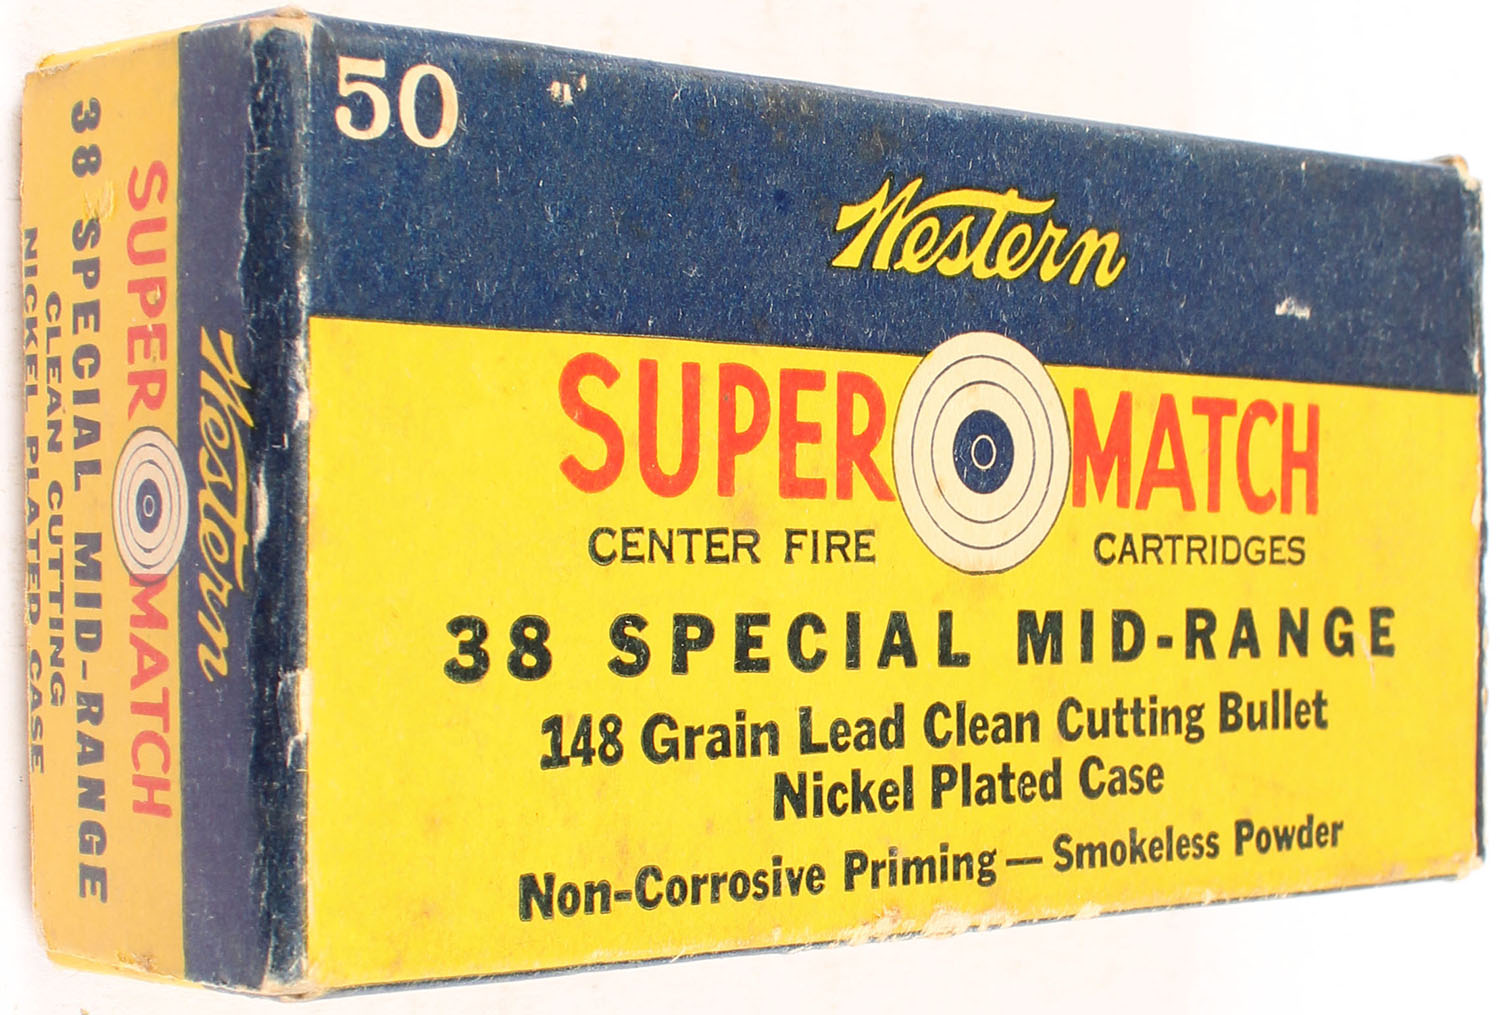 50
Western
SUPER MATCH
CENTER FIRE CARTRIDGES
38 SPECIAL MID-RANGE
148 Grain Lead Clean Cutting Bullet
Nickel Plated Case
Non-Corrosive Priming — Smokeless Powder
Western
SUPER MATCH
38 SPECIAL MID-RANGE
CLEAN CUTTING
NICKEL PLATED CASE